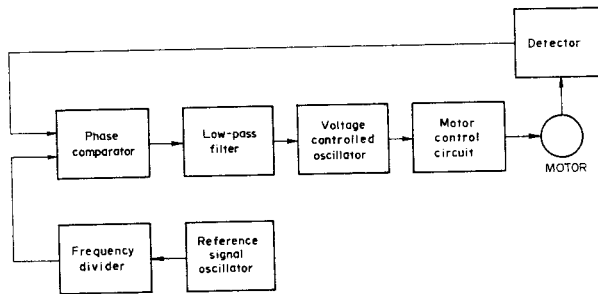 Detector
Phase
comparator
Low-pass
filter
Voltage
controlled
oscillator
Motor
control
circuit
MOTOR
Frequency
divider
Reference
signal
oscillator